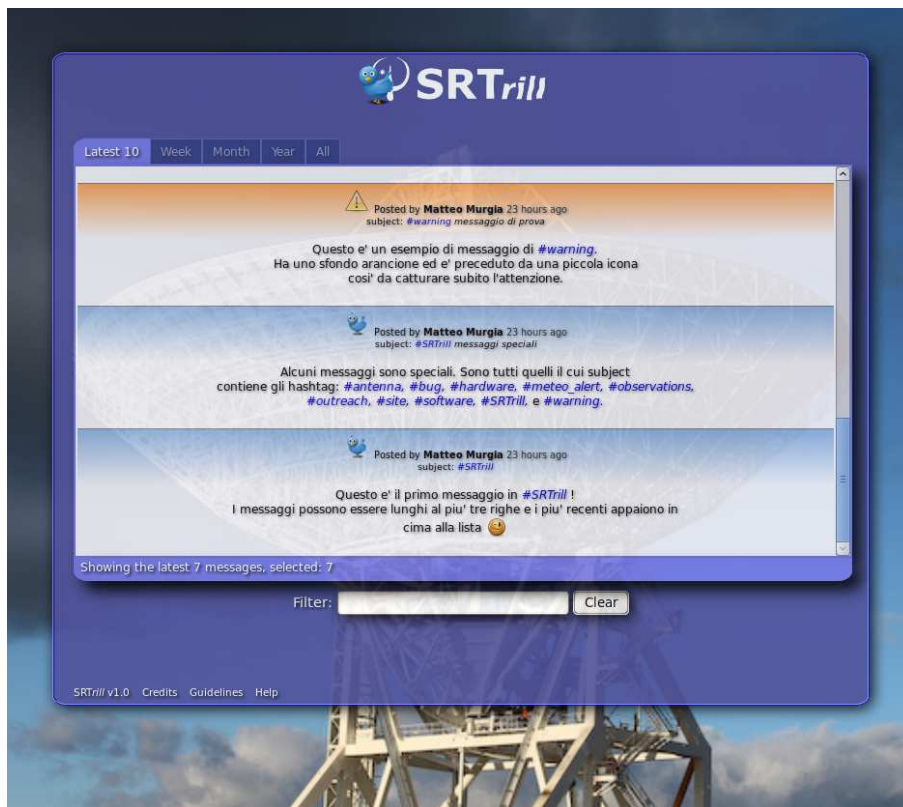 SRTrill
Latest 10 Week Month Year All
Posted by Matteo Murgia 23 hours ago
subject: #warning messaggio di prova
Questo e' un esempio di messaggio di #warning.
Ha uno sfondo arancione ed e' preceduto da una piccola icona
cosi' da catturare subito l'attenzione.
Posted by Matteo Murgia 23 hours ago
subject: #SRTrill messaggi speciali
Alcuni messaggi sono speciali. Sono tutti quelli il cui subject
contiene gli hashtag: #antenna, #bug, #hardware, #meteo_alert, #observations,
#outreach, #site, #software, #SRTrill, e #warning.
Posted by Matteo Murgia 23 hours ago
subject: #SRTrill
Questo e' il primo messaggio in #SRTrill !
I messaggi possono essere lunghi al piu' tre righe e i piu' recenti appaiono in
cima alla lista
Showing the latest 7 messages, selected: 7
Filter: Clear
SRTrill v1.0 Credits Guidelines Help